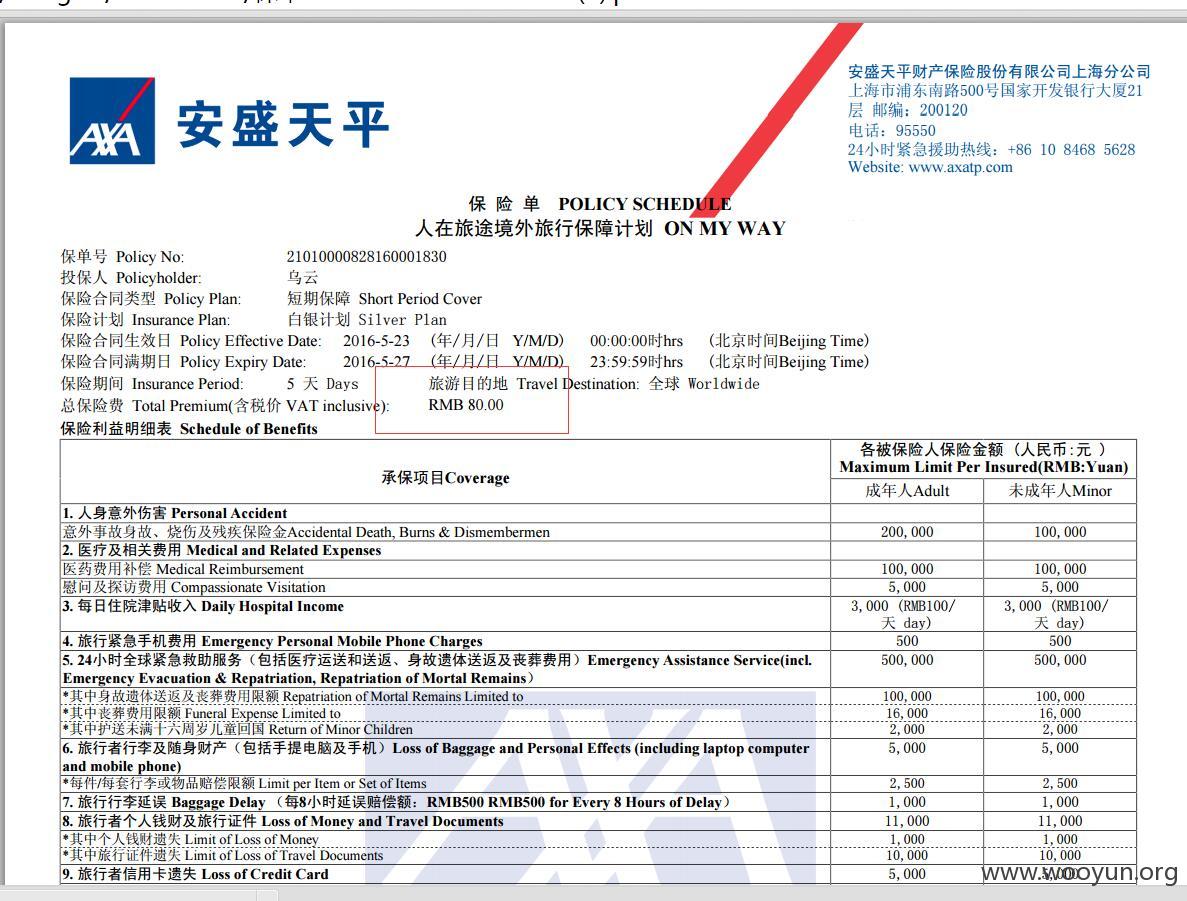 AXA
安盛天平
安盛天平财产保险股份有限公司上海分公司
上海市浦东南路500号国家开发银行大厦21
层 邮编：200120
电话：95550
24小时紧急援助热线：+86 10 8468 5628
Website: www.axatp.com
保 险 单 POLICY SCHEDULE
人在旅途境外旅行保障计划 ON MY WAY
保单号 Policy No: 21010000828160001830
投保人 Policyholder: 乌云
保险合同类型 Policy Plan: 短期保障 Short Period Cover
保险计划 Insurance Plan: 白银计划 Silver Plan
保险合同生效日 Policy Effective Date: 2016-5-23 （年/月/日 Y/M/D） 00:00:00时hrs （北京时间Beijing Time）
保险合同满期日 Policy Expiry Date: 2016-5-27 （年/月/日 Y/M/D） 23:59:59时hrs （北京时间Beijing Time）
保险期间 Insurance Period: 5 天 Days 旅游目的地 Travel Destination: 全球 Worldwide
总保险费 Total Premium(含税价 VAT inclusive): RMB 80.00
保险利益明细表 Schedule of Benefits
承保项目Coverage
各被保险人保险金额（人民币:元 ）
Maximum Limit Per Insured(RMB:Yuan)
成年人Adult 未成年人Minor
1. 人身意外伤害 Personal Accident
意外事故身故、烧伤及残疾保险金Accidental Death, Burns & Dismembermen 200,000 100,000
2. 医疗及相关费用 Medical and Related Expenses
医药费用补偿 Medical Reimbursement 100,000 100,000
慰问及探访费用 Compassionate Visitation 5,000 5,000
3. 每日住院津贴收入 Daily Hospital Income 3,000 (RMB100/ 3,000 (RMB100/
天 day) 天 day)
4. 旅行紧急手机费用 Emergency Personal Mobile Phone Charges 500 500
5. 24小时全球紧急救助服务（包括医疗运送和送返、身故遗体送返及丧葬费用）Emergency Assistance Service(incl. 500,000 500,000
Emergency Evacuation & Repatriation, Repatriation of Mortal Remains）
*其中身故遗体送返及丧葬费用限额 Repatriation of Mortal Remains Limited to 100,000 100,000
*其中丧葬费用限额 Funeral Expense Limited to 16,000 16,000
*其中护送未满十六周岁儿童回国 Return of Minor Children 2,000 2,000
6. 旅行者行李及随身财产（包括手提电脑及手机）Loss of Baggage and Personal Effects (including laptop computer 5,000 5,000
and mobile phone)
*每件/每套行李或物品赔偿限额 Limit per Item or Set of Items 2,500 2,500
7. 旅行行李延误 Baggage Delay （每8小时延误赔偿额：RMB500 RMB500 for Every 8 Hours of Delay） 1,000 1,000
8. 旅行者个人钱财及旅行证件 Loss of Money and Travel Documents 11,000 11,000
*其中个人钱财遗失 Limit of Loss of Money 1,000 1,000
*其中旅行证件遗失 Limit of Loss of Travel Documents 10,000 10,000
9. 旅行者信用卡遗失 Loss of Credit Card 5,000 5,000
www.wooyun.org